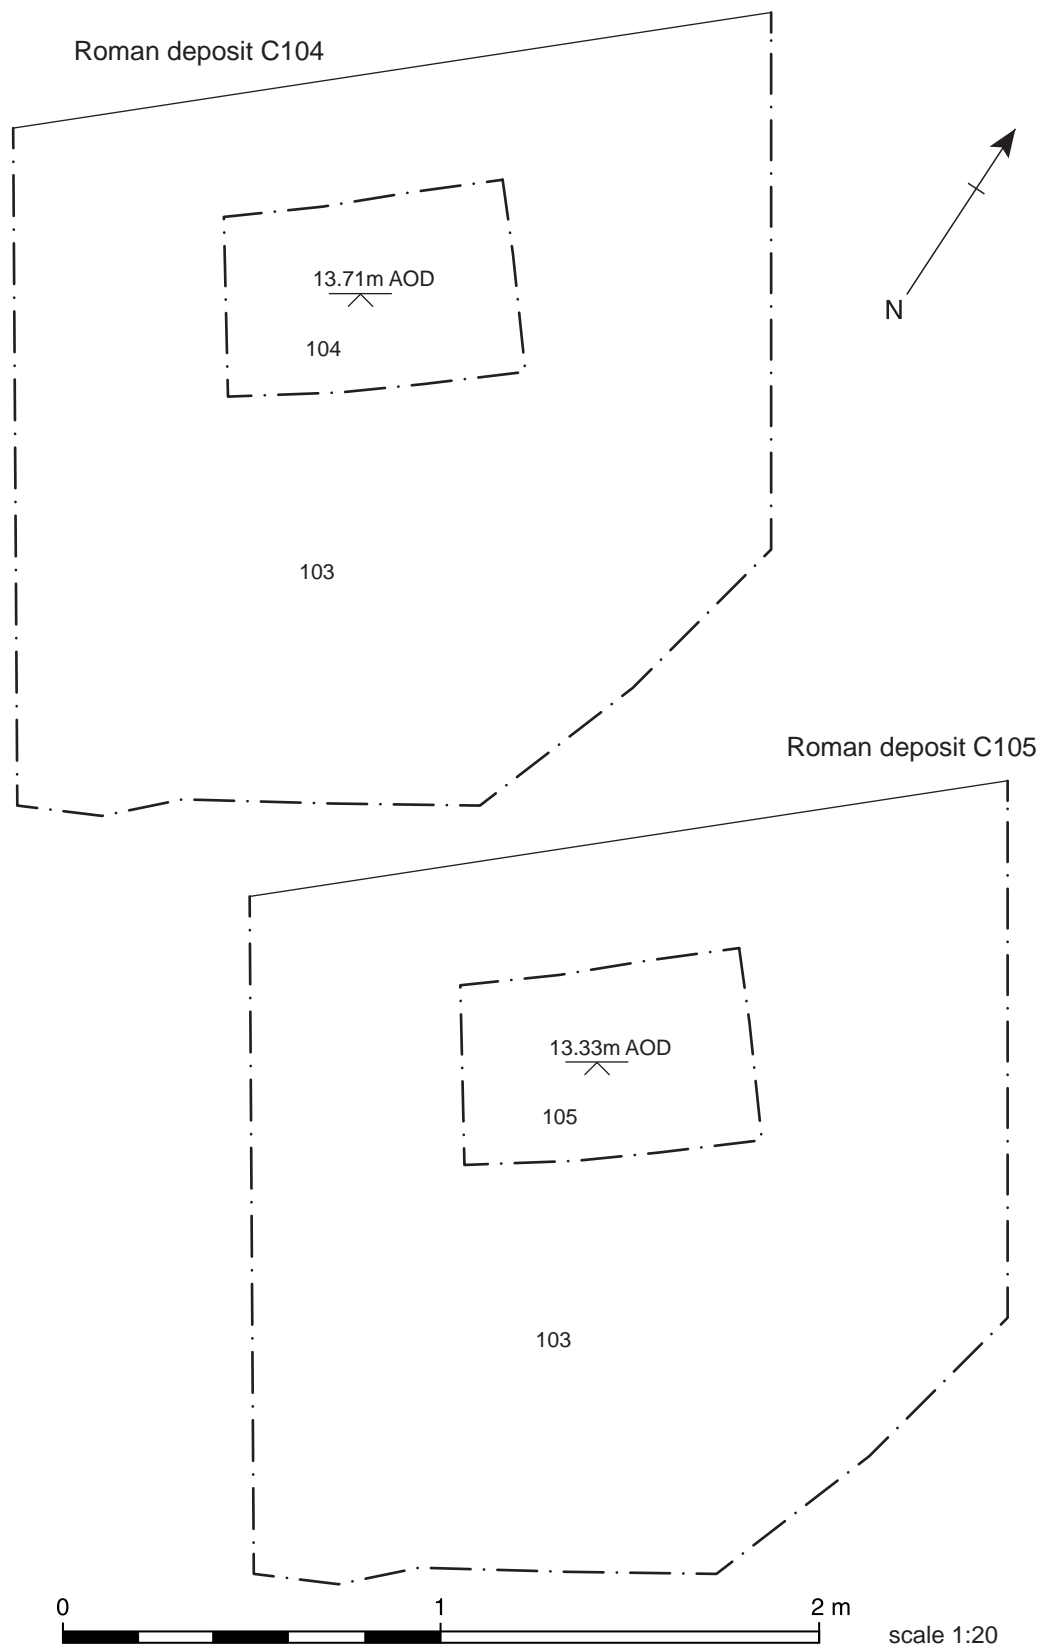 Roman deposit C104
13.71m AOD
104
N
103
Roman deposit C105
13.33m AOD
105
103
0 1 2 m
scale 1:20